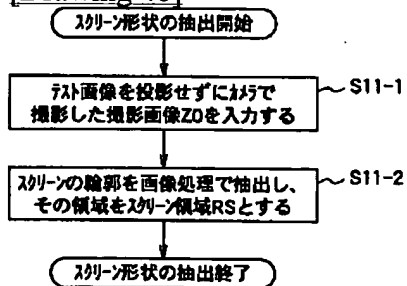 スクリーン形状の抽出開始
テスト画像を投影せずにカメラで
撮影した撮影画像Z0を入力する
S11-1
スクリーンの輪郭を画像処理で抽出し、
その領域をスクリーン領域RSとする
S11-2
スクリーン形状の抽出終了